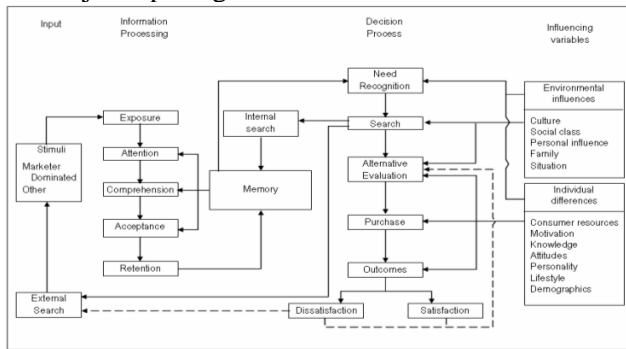 Input
Information
Processing
Decision
Process
Influencing
variables
Need
Recognition
Environmental
influences
Culture
Social class
Personal influence
Family
Situation
Exposure
Internal
search
Search
Stimuli
Marketer
Dominated
Other
Attention
Alternative
Evaluation
Comprehension
Memory
Individual
differences
Consumer resources
Motivation
Knowledge
Attitudes
Personality
Lifestyle
Demographics
Acceptance
Purchase
Retention
Outcomes
External
Search
Dissatisfaction
Satisfaction